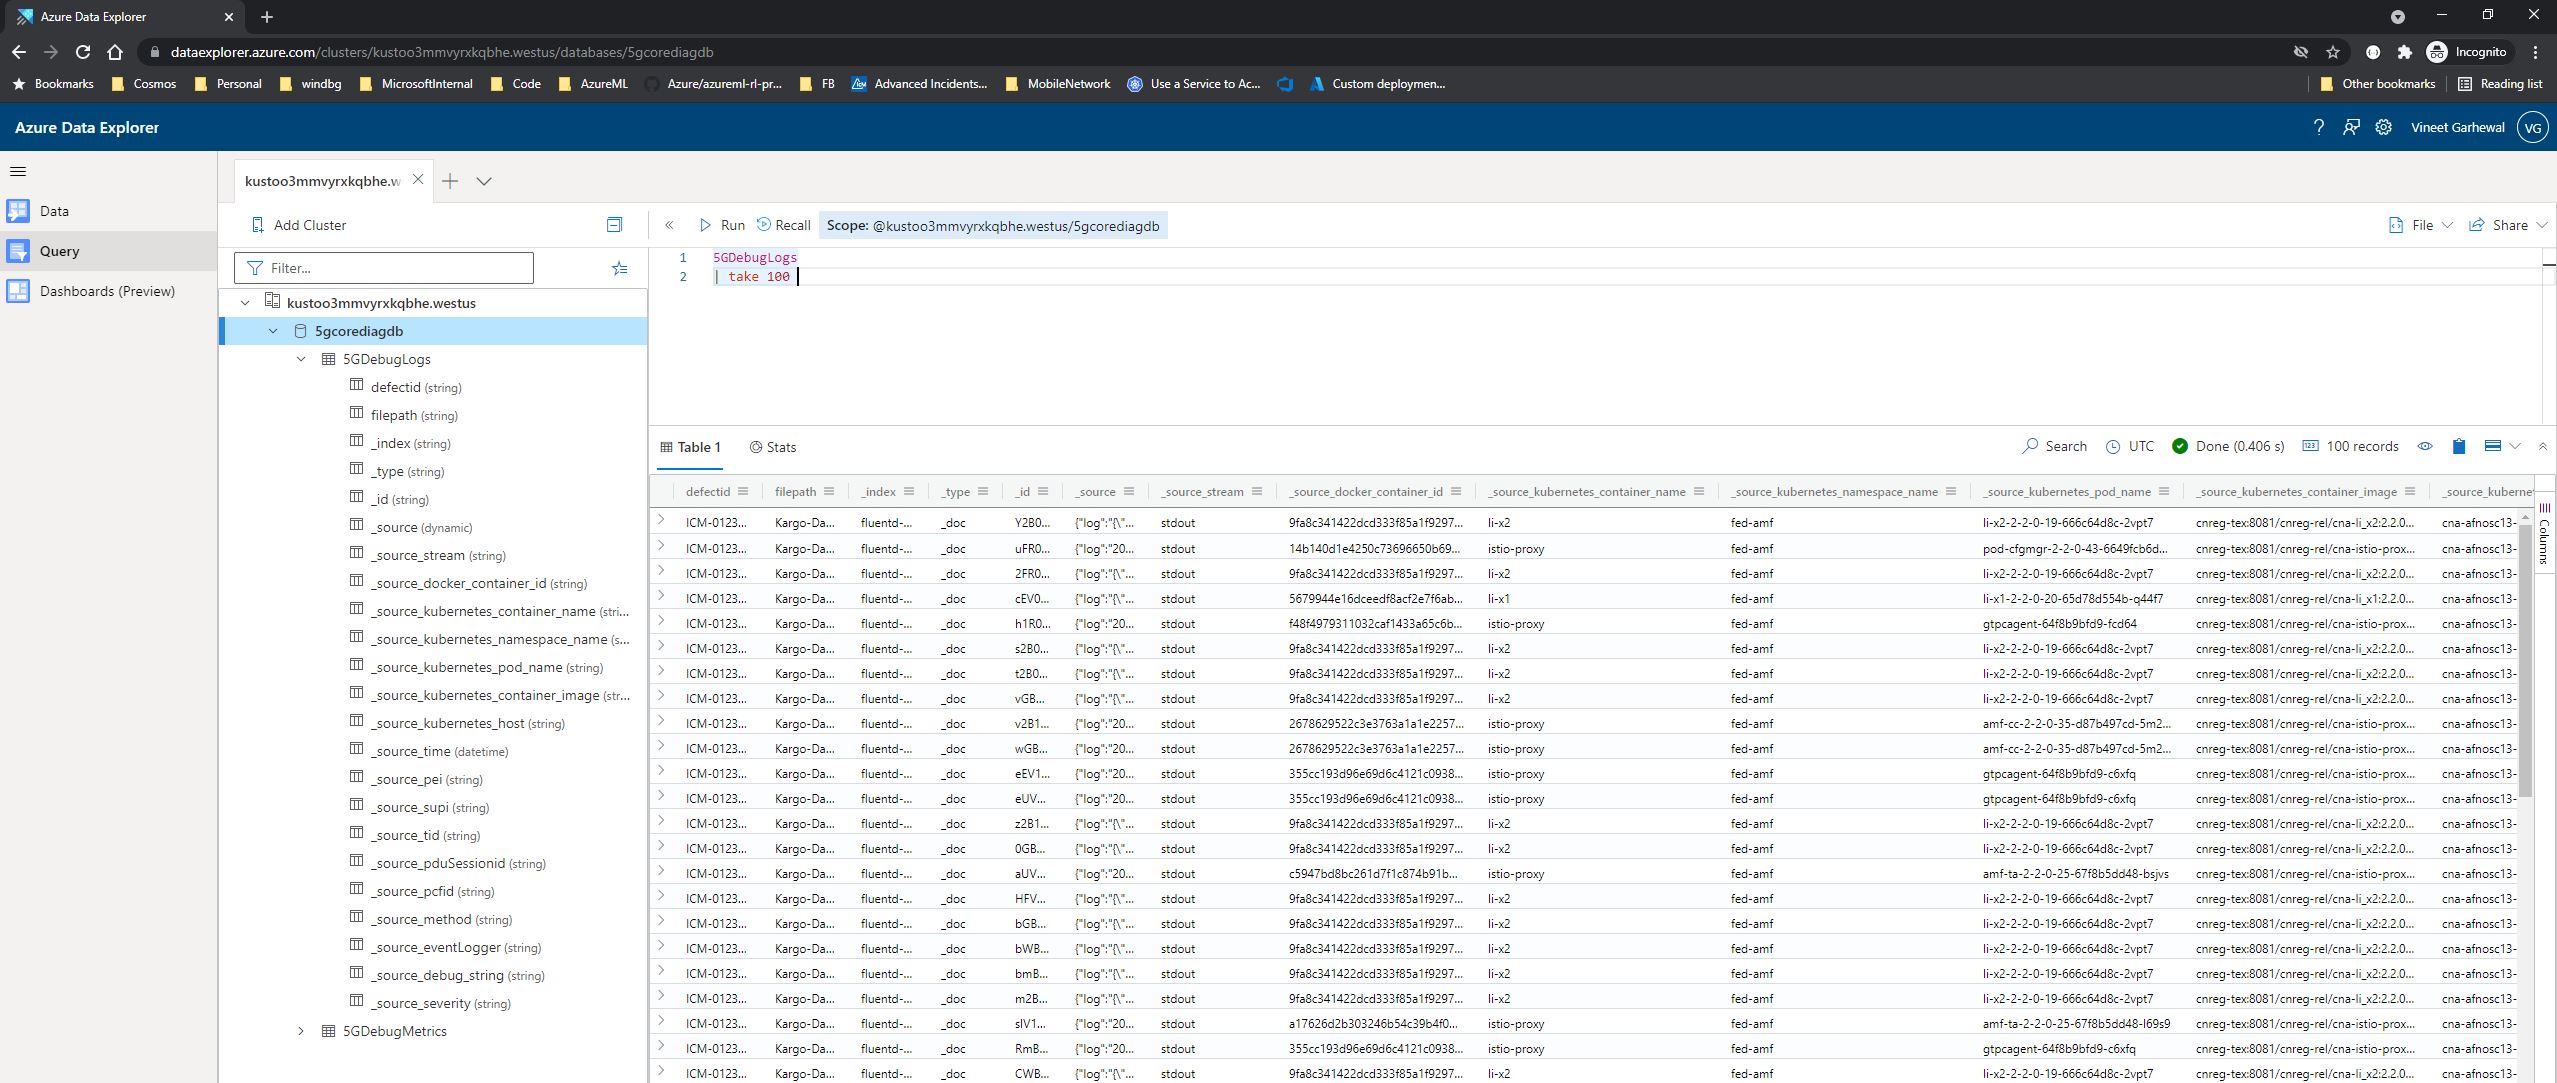 Azure Data Explorer
dataexplorer.azure.com/clusters/kustoo3mmvyrxkqbhe.westus/databases/5gcorediagdb
Incognito
Bookmarks Cosmos Personal windbg MicrosoftInternal Code AzureML Azure/azureml-rl-pr... FB Advanced Incidents... MobileNetwork Use a Service to Ac... Custom deploymen... Other bookmarks Reading list
Azure Data Explorer
? Vineet Garhewal VG
kustoo3mmvyrxkqbhe.w
Data
Query
Dashboards (Preview)
Add Cluster
Filter...
kustoo3mmvyrxkqbhe.westus
5gcorediagdb
5GDebugLogs
defectid (string)
filepath (string)
_index (string)
_type (string)
_id (string)
_source (dynamic)
_source_stream (string)
_source_docker_container_id (string)
_source_kubernetes_container_name (stri...
_source_kubernetes_namespace_name (s...
_source_kubernetes_pod_name (string)
_source_kubernetes_container_image (str...
_source_kubernetes_host (string)
_source_time (datetime)
_source_pei (string)
_source_supi (string)
_source_tid (string)
_source_pduSessionid (string)
_source_pcfid (string)
_source_method (string)
_source_eventLogger (string)
_source_debug_string (string)
_source_severity (string)
5GDebugMetrics
Run Recall Scope: @kustoo3mmvyrxkqbhe.westus/5gcorediagdb File Share
1 5GDebugLogs
2 | take 100
Table 1 Stats Search UTC Done (0.406 s) 100 records
defectid filepath _index _type _id _source _source_stream _source_docker_container_id _source_kubernetes_container_name _source_kubernetes_namespace_name _source_kubernetes_pod_name _source_kubernetes_container_image _source_kubernet
Columns
ICM-0123... Kargo-Da... fluentd-... _doc Y2B0... {"log":"{\"... stdout 9fa8c341422dcd333f85a1f9297... li-x2 fed-amf li-x2-2-2-0-19-666c64d8c-2vpt7 cnreg-tex:8081/cnreg-rel/cna-li_x2:2.2.0... cna-afnosc13-
ICM-0123... Kargo-Da... fluentd-... _doc uFR0... {"log":"20... stdout 14b140d1e4250c73696650b69... istio-proxy fed-amf pod-cfgmgr-2-2-0-43-6649fcb6d... cnreg-tex:8081/cnreg-rel/cna-istio-prox... cna-afnosc13-
ICM-0123... Kargo-Da... fluentd-... _doc 2FR0... {"log":"{\"... stdout 9fa8c341422dcd333f85a1f9297... li-x2 fed-amf li-x2-2-2-0-19-666c64d8c-2vpt7 cnreg-tex:8081/cnreg-rel/cna-li_x2:2.2.0... cna-afnosc13-
ICM-0123... Kargo-Da... fluentd-... _doc cEV0... {"log":"20... stdout 5679944e16dceedf8acf2e7f6ab... li-x1 fed-amf li-x1-2-2-0-20-65d78d554b-q44f7 cnreg-tex:8081/cnreg-rel/cna-li_x1:2.2.0... cna-afnosc13-
ICM-0123... Kargo-Da... fluentd-... _doc h1R0... {"log":"20... stdout f48f4979311032caf1433a65c6b... istio-proxy fed-amf gtpcagent-64f8b9bfd9-fcd64 cnreg-tex:8081/cnreg-rel/cna-istio-prox... cna-afnosc13-
ICM-0123... Kargo-Da... fluentd-... _doc s2B0... {"log":"{\"... stdout 9fa8c341422dcd333f85a1f9297... li-x2 fed-amf li-x2-2-2-0-19-666c64d8c-2vpt7 cnreg-tex:8081/cnreg-rel/cna-li_x2:2.2.0... cna-afnosc13-
ICM-0123... Kargo-Da... fluentd-... _doc t2B0... {"log":"{\"... stdout 9fa8c341422dcd333f85a1f9297... li-x2 fed-amf li-x2-2-2-0-19-666c64d8c-2vpt7 cnreg-tex:8081/cnreg-rel/cna-li_x2:2.2.0... cna-afnosc13-
ICM-0123... Kargo-Da... fluentd-... _doc vGB... {"log":"{\"... stdout 9fa8c341422dcd333f85a1f9297... li-x2 fed-amf li-x2-2-2-0-19-666c64d8c-2vpt7 cnreg-tex:8081/cnreg-rel/cna-li_x2:2.2.0... cna-afnosc13-
ICM-0123... Kargo-Da... fluentd-... _doc v2B1... {"log":"20... stdout 2678629522c3e3763a1a1e2257... istio-proxy fed-amf amf-cc-2-2-0-35-d87b497cd-5m2... cnreg-tex:8081/cnreg-rel/cna-istio-prox... cna-afnosc13-
ICM-0123... Kargo-Da... fluentd-... _doc wGB... {"log":"20... stdout 2678629522c3e3763a1a1e2257... istio-proxy fed-amf amf-cc-2-2-0-35-d87b497cd-5m2... cnreg-tex:8081/cnreg-rel/cna-istio-prox... cna-afnosc13-
ICM-0123... Kargo-Da... fluentd-... _doc eEV1... {"log":"20... stdout 355cc193d96e69d6c4121c0938... istio-proxy fed-amf gtpcagent-64f8b9bfd9-c6xfq cnreg-tex:8081/cnreg-rel/cna-istio-prox... cna-afnosc13-
ICM-0123... Kargo-Da... fluentd-... _doc eUV... {"log":"20... stdout 355cc193d96e69d6c4121c0938... istio-proxy fed-amf gtpcagent-64f8b9bfd9-c6xfq cnreg-tex:8081/cnreg-rel/cna-istio-prox... cna-afnosc13-
ICM-0123... Kargo-Da... fluentd-... _doc z2B1... {"log":"{\"... stdout 9fa8c341422dcd333f85a1f9297... li-x2 fed-amf li-x2-2-2-0-19-666c64d8c-2vpt7 cnreg-tex:8081/cnreg-rel/cna-li_x2:2.2.0... cna-afnosc13-
ICM-0123... Kargo-Da... fluentd-... _doc 0GB... {"log":"{\"... stdout 9fa8c341422dcd333f85a1f9297... li-x2 fed-amf li-x2-2-2-0-19-666c64d8c-2vpt7 cnreg-tex:8081/cnreg-rel/cna-li_x2:2.2.0... cna-afnosc13-
ICM-0123... Kargo-Da... fluentd-... _doc aUV... {"log":"20... stdout c5947bd8bc261d7f1c874b91b... istio-proxy fed-amf amf-ta-2-2-0-25-67f8b5dd48-bsjvs cnreg-tex:8081/cnreg-rel/cna-istio-prox... cna-afnosc13-
ICM-0123... Kargo-Da... fluentd-... _doc HFV... {"log":"{\"... stdout 9fa8c341422dcd333f85a1f9297... li-x2 fed-amf li-x2-2-2-0-19-666c64d8c-2vpt7 cnreg-tex:8081/cnreg-rel/cna-li_x2:2.2.0... cna-afnosc13-
ICM-0123... Kargo-Da... fluentd-... _doc bGB... {"log":"{\"... stdout 9fa8c341422dcd333f85a1f9297... li-x2 fed-amf li-x2-2-2-0-19-666c64d8c-2vpt7 cnreg-tex:8081/cnreg-rel/cna-li_x2:2.2.0... cna-afnosc13-
ICM-0123... Kargo-Da... fluentd-... _doc bWB... {"log":"{\"... stdout 9fa8c341422dcd333f85a1f9297... li-x2 fed-amf li-x2-2-2-0-19-666c64d8c-2vpt7 cnreg-tex:8081/cnreg-rel/cna-li_x2:2.2.0... cna-afnosc13-
ICM-0123... Kargo-Da... fluentd-... _doc bmB... {"log":"{\"... stdout 9fa8c341422dcd333f85a1f9297... li-x2 fed-amf li-x2-2-2-0-19-666c64d8c-2vpt7 cnreg-tex:8081/cnreg-rel/cna-li_x2:2.2.0... cna-afnosc13-
ICM-0123... Kargo-Da... fluentd-... _doc m2B... {"log":"{\"... stdout 9fa8c341422dcd333f85a1f9297... li-x2 fed-amf li-x2-2-2-0-19-666c64d8c-2vpt7 cnreg-tex:8081/cnreg-rel/cna-li_x2:2.2.0... cna-afnosc13-
ICM-0123... Kargo-Da... fluentd-... _doc sIV1... {"log":"20... stdout a17626d2b303246b54c39b4f0... istio-proxy fed-amf amf-ta-2-2-0-25-67f8b5dd48-l69s9 cnreg-tex:8081/cnreg-rel/cna-istio-prox... cna-afnosc13-
ICM-0123... Kargo-Da... fluentd-... _doc RmB... {"log":"20... stdout 355cc193d96e69d6c4121c0938... istio-proxy fed-amf gtpcagent-64f8b9bfd9-c6xfq cnreg-tex:8081/cnreg-rel/cna-istio-prox... cna-afnosc13-
ICM-0123... Kargo-Da... fluentd-... _doc CWB... {"log":"{\"... stdout 9fa8c341422dcd333f85a1f9297... li-x2 fed-amf li-x2-2-2-0-19-666c64d8c-2vpt7 cnreg-tex:8081/cnreg-rel/cna-li_x2:2.2.0... cna-afnosc13-